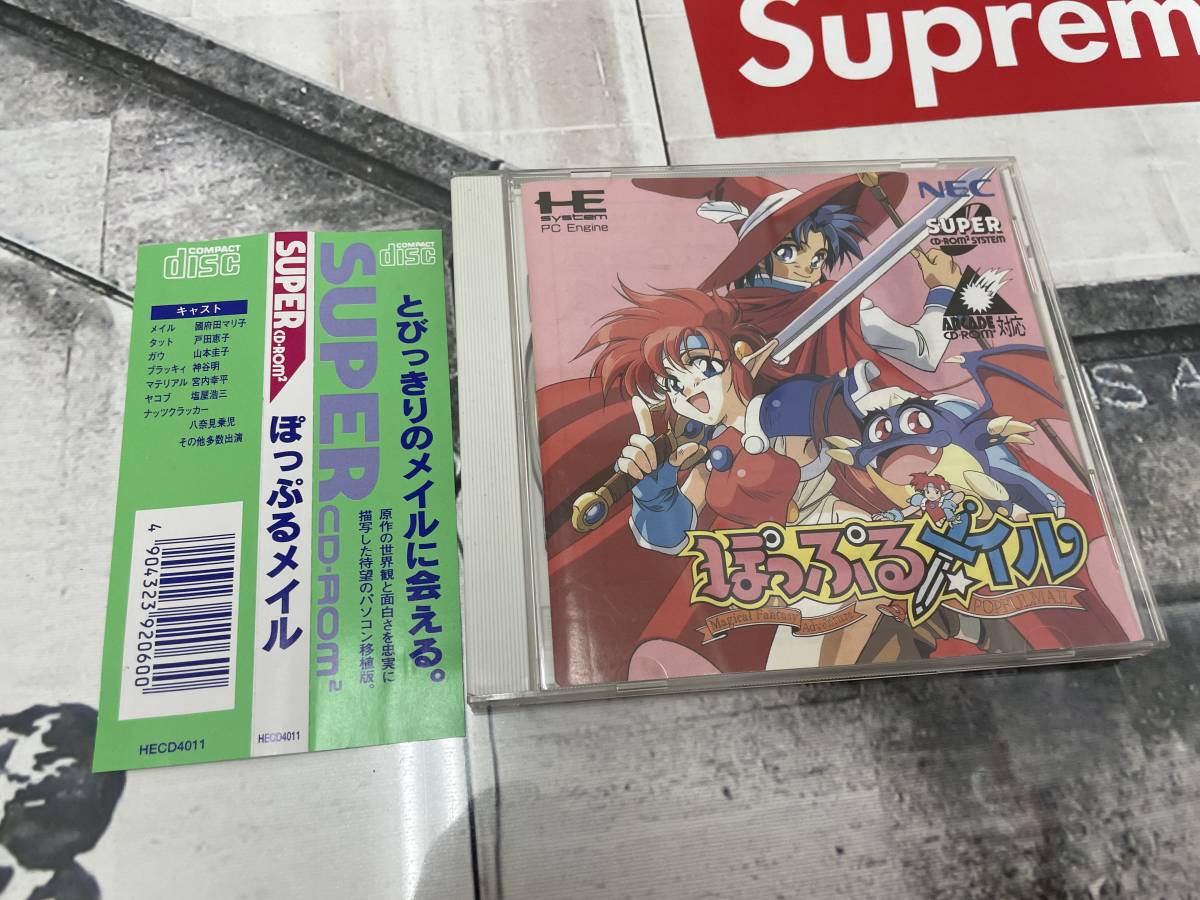 Suprem
COMPACT
disc
キャスト
メイル 國府田マリ子
タット 戸田恵子
ガウ 山本圭子
ブラッキィ 神谷明
マテリアル 宮内幸平
ヤコブ 塩屋浩三
ナッツクラッカー
八奈見乗児
その他多数出演
4904323920600
HECD4011
SUPER CD-ROM²
ぽっぷるメイル
HECD4011
COMPACT
disc
SUPER CD-ROM²
とびっきりのメイルに会える。
原作の世界観と面白さを忠実に
描写した待望のパソコン移植版。
HE
system
PC Engine
NEC
SUPER
CD-ROM² SYSTEM
ARCADE
CD-ROM² 対応
ぽっぷるメイル
Magical Fantasy Adventure
POPFULMAIL
SA